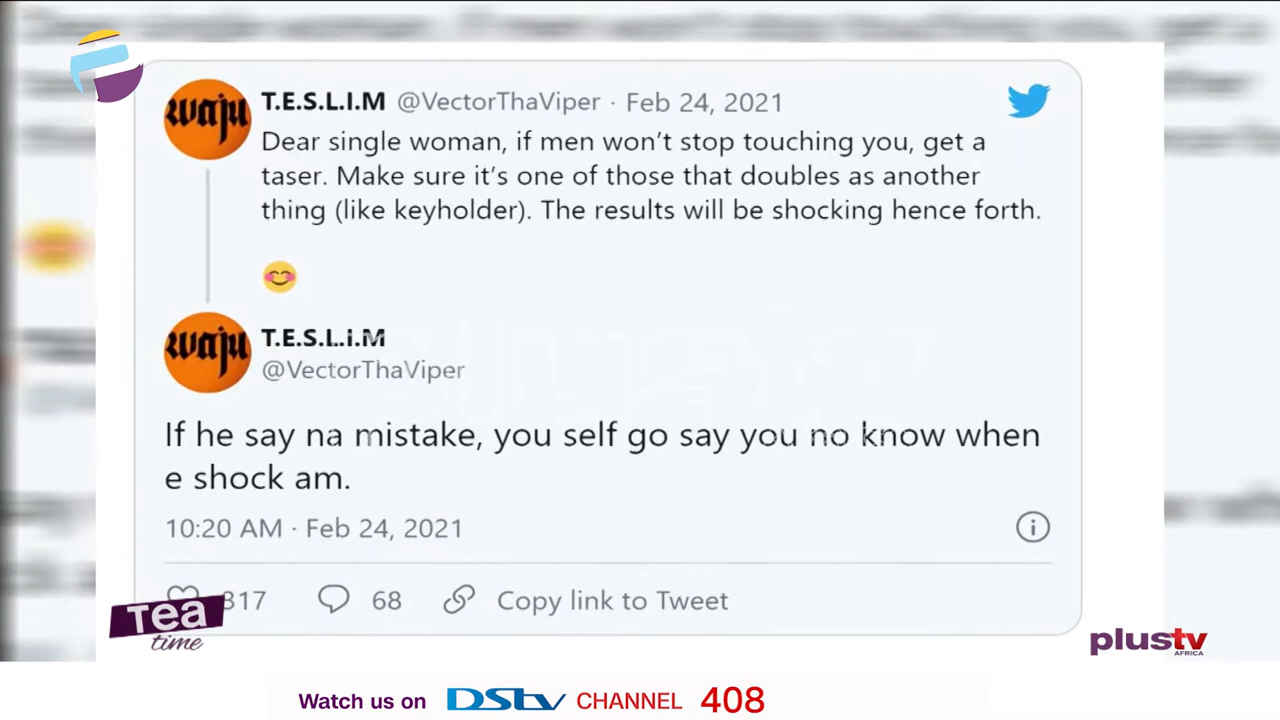 waju
T.E.S.L.I.M @VectorThaViper · Feb 24, 2021
Dear single woman, if men won’t stop touching you, get a
taser. Make sure it’s one of those that doubles as another
thing (like keyholder). The results will be shocking hence forth.
waju
T.E.S.L.I.M
@VectorThaViper
If he say na mistake, you self go say you no know when
e shock am.
10:20 AM · Feb 24, 2021
317 68 Copy link to Tweet
Tea
time
plustv
AFRICA
Watch us on DStv CHANNEL 408